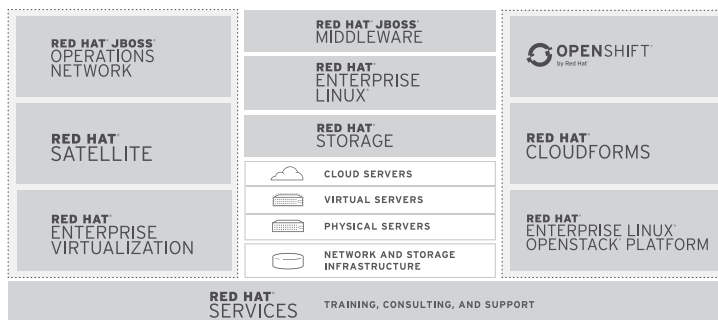 RED HAT® JBOSS®
OPERATIONS
NETWORK
RED HAT®
SATELLITE
RED HAT®
ENTERPRISE
VIRTUALIZATION
RED HAT® JBOSS®
MIDDLEWARE
RED HAT®
ENTERPRISE
LINUX®
RED HAT®
STORAGE
CLOUD SERVERS
VIRTUAL SERVERS
PHYSICAL SERVERS
NETWORK AND STORAGE
INFRASTRUCTURE
OPENSHIFT™
by Red Hat®
RED HAT®
CLOUDFORMS
RED HAT®
ENTERPRISE LINUX®
OPENSTACK® PLATFORM
RED HAT®
SERVICES
TRAINING, CONSULTING, AND SUPPORT